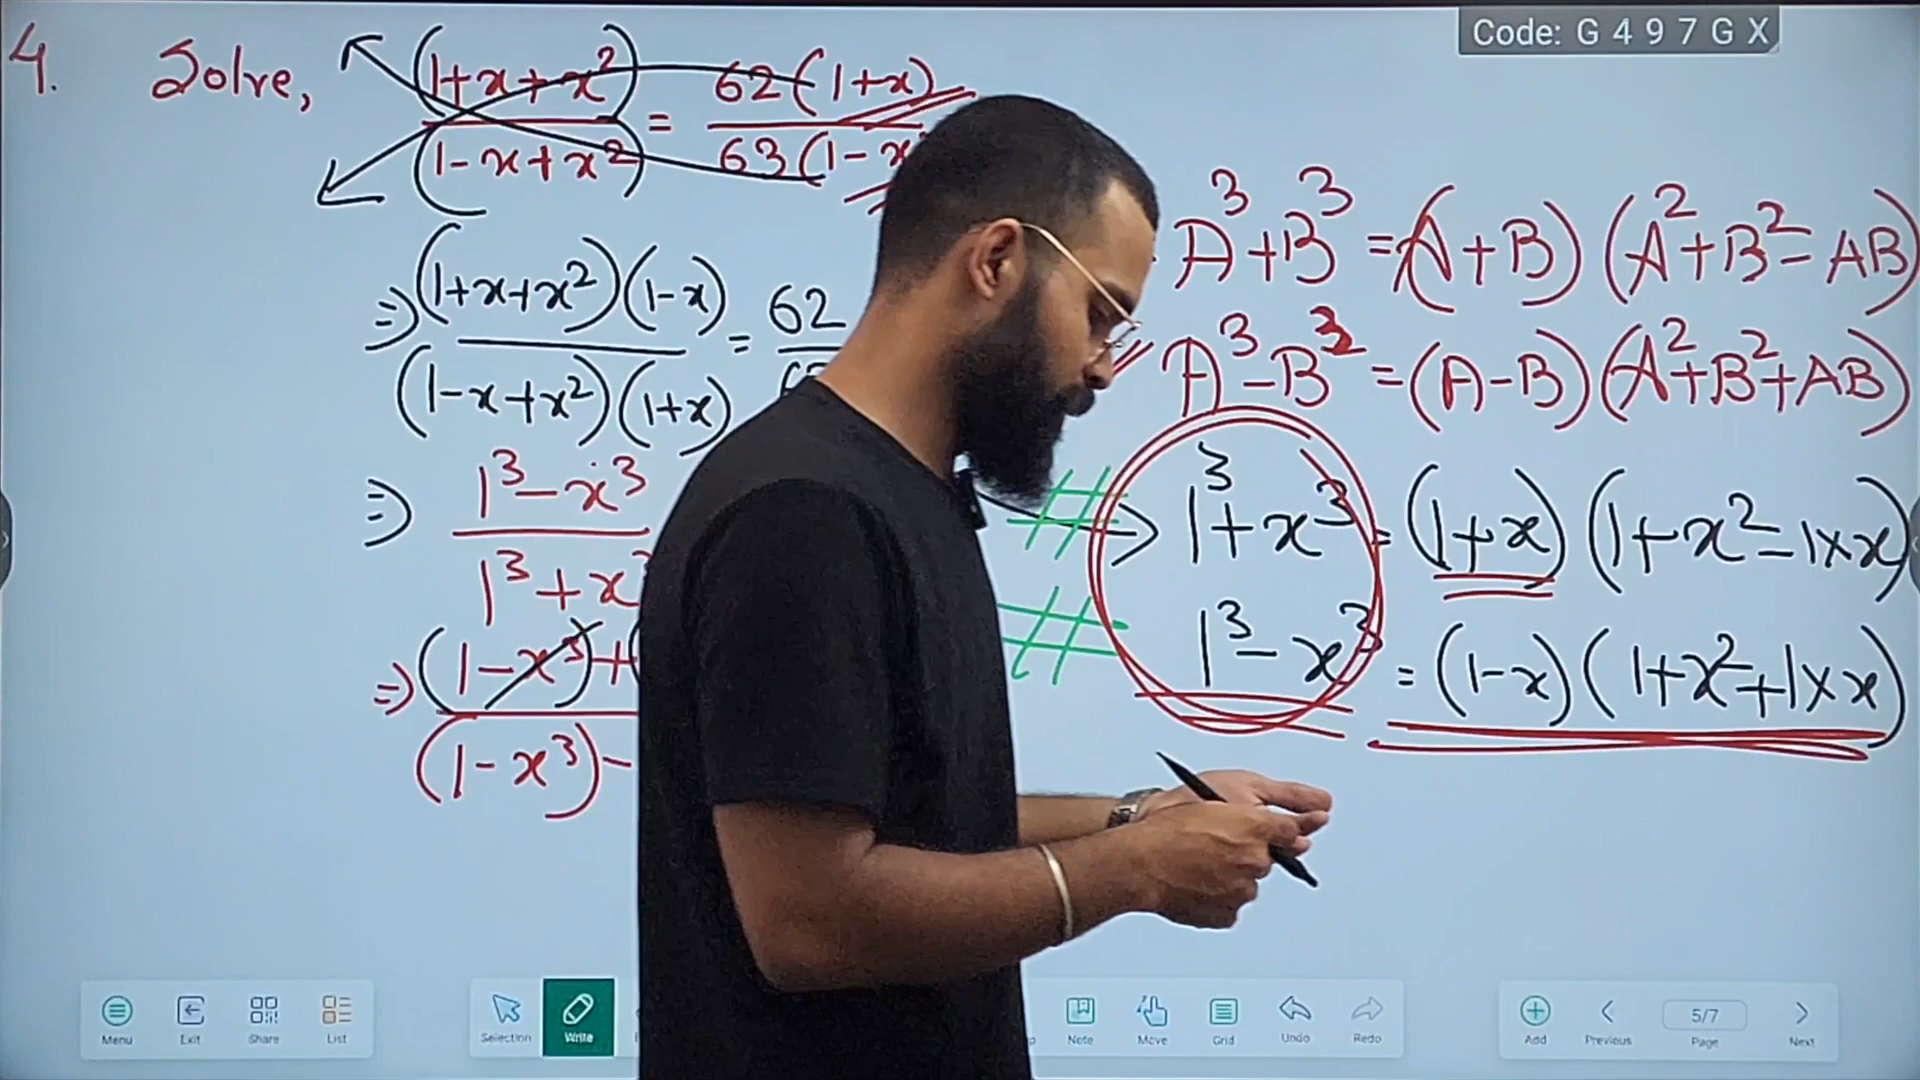 Code: G 4 9 7 G X
4. Solve, (1+x+x²)/(1-x+x²) = 62(1+x)/63(1-x
⇒ (1+x+x²)(1-x)/(1-x+x²)(1+x) = 62
⇒ 1³-x³/1³+x
⇒ (1-x³)+(/(1-x³)-
A³+B³ = (A+B)(A²+B²-AB)
A³-B³ = (A-B)(A²+B²+AB)
# → 1³+x³ = (1+x)(1+x²-1×x)
# 1³-x³ = (1-x)(1+x²+1×x)
Menu Exit Share List Selection Write Note Move Grid Undo Redo Add Previous 5/7 Page Next